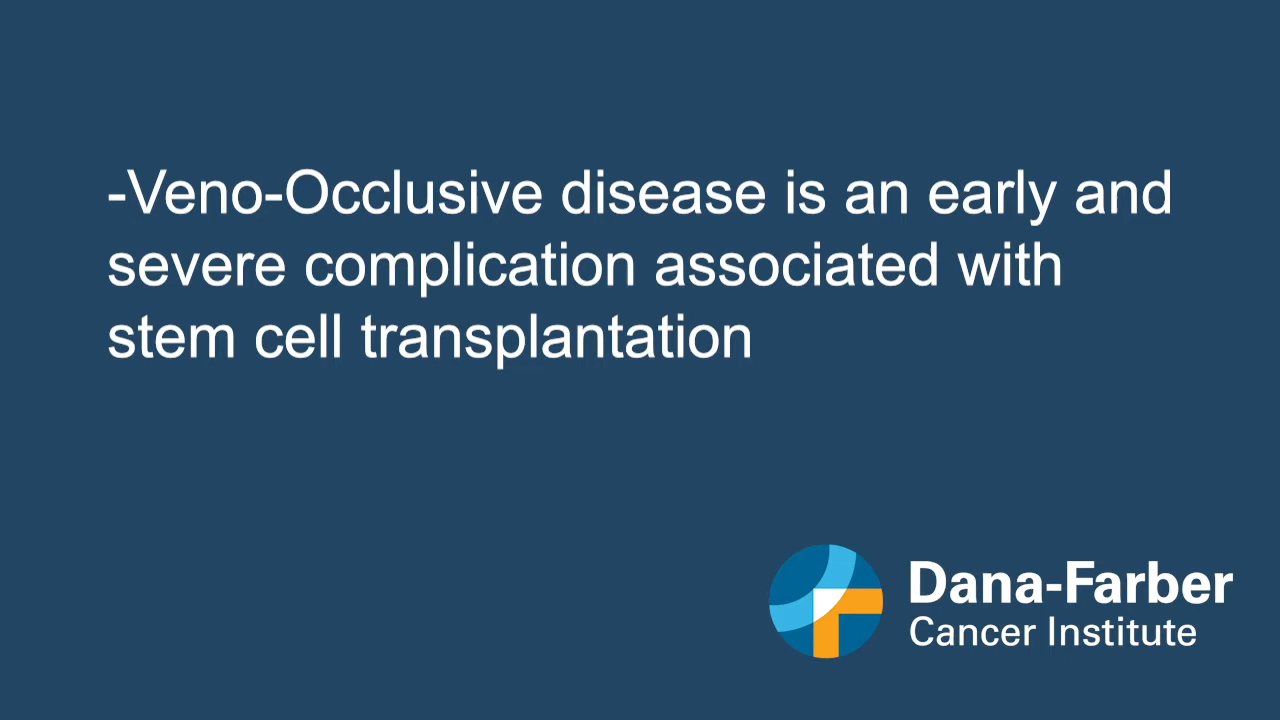 -Veno-Occlusive disease is an early and
severe complication associated with
stem cell transplantation
Dana-Farber
Cancer Institute